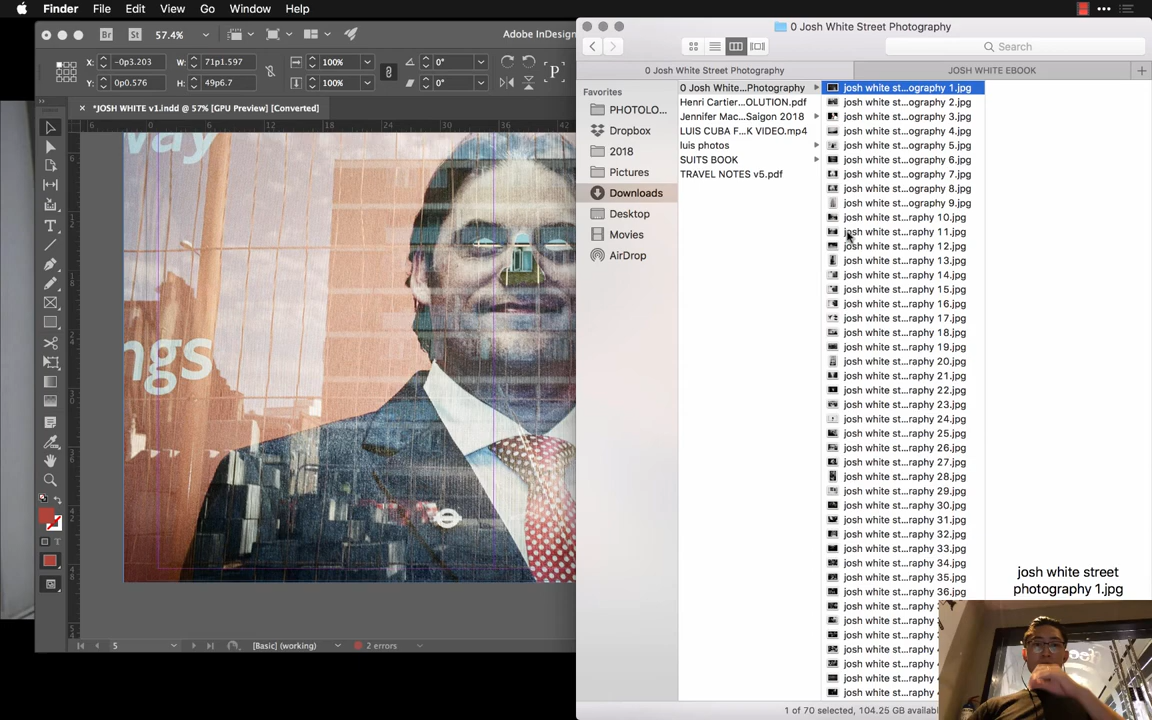 Finder File Edit View Go Window Help
Br St 57.4% Adobe InDesign
X: -0p3.203 W: 71p1.597 100% 0° P
Y: 0p0.576 H: 49p6.7 100% 0°
*JOSH WHITE v1.indd @ 57% [GPU Preview] [Converted]
6 0 6 12 18 24 30 36 42
way
ngs
5 [Basic] (working) 2 errors
0 Josh White Street Photography
Search
0 Josh White Street Photography JOSH WHITE EBOOK
Favorites
PHOTOLO...
Dropbox
2018
Pictures
Downloads
Desktop
Movies
AirDrop
0 Josh White...Photography
Henri Cartier...OLUTION.pdf
Jennifer Mac...Saigon 2018
LUIS CUBA F...K VIDEO.mp4
luis photos
SUITS BOOK
TRAVEL NOTES v5.pdf
josh white st...ography 1.jpg
josh white st...ography 2.jpg
josh white st...ography 3.jpg
josh white st...ography 4.jpg
josh white st...ography 5.jpg
josh white st...ography 6.jpg
josh white st...ography 7.jpg
josh white st...ography 8.jpg
josh white st...ography 9.jpg
josh white st...raphy 10.jpg
josh white st...raphy 11.jpg
josh white st...raphy 12.jpg
josh white st...raphy 13.jpg
josh white st...raphy 14.jpg
josh white st...raphy 15.jpg
josh white st...raphy 16.jpg
josh white st...raphy 17.jpg
josh white st...raphy 18.jpg
josh white st...raphy 19.jpg
josh white st...raphy 20.jpg
josh white st...raphy 21.jpg
josh white st...raphy 22.jpg
josh white st...raphy 23.jpg
josh white st...raphy 24.jpg
josh white st...raphy 25.jpg
josh white st...raphy 26.jpg
josh white st...raphy 27.jpg
josh white st...raphy 28.jpg
josh white st...raphy 29.jpg
josh white st...raphy 30.jpg
josh white st...raphy 31.jpg
josh white st...raphy 32.jpg
josh white st...raphy 33.jpg
josh white st...raphy 34.jpg
josh white st...raphy 35.jpg
josh white st...raphy 36.jpg
josh white street
photography 1.jpg
1 of 70 selected, 104.25 GB availab